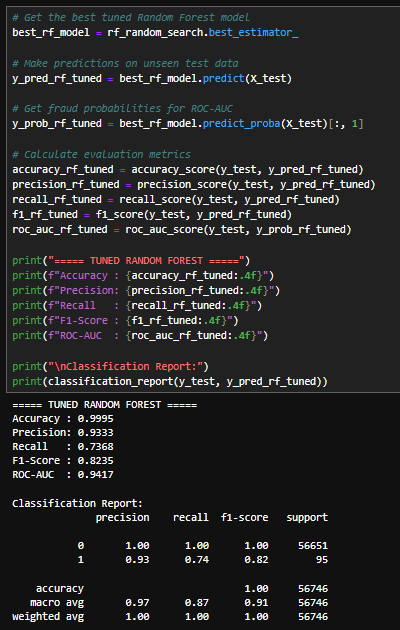 # Get the best tuned Random Forest model
best_rf_model = rf_random_search.best_estimator_
# Make predictions on unseen test data
y_pred_rf_tuned = best_rf_model.predict(X_test)
# Get fraud probabilities for ROC-AUC
y_prob_rf_tuned = best_rf_model.predict_proba(X_test)[:, 1]
# Calculate evaluation metrics
accuracy_rf_tuned = accuracy_score(y_test, y_pred_rf_tuned)
precision_rf_tuned = precision_score(y_test, y_pred_rf_tuned)
recall_rf_tuned = recall_score(y_test, y_pred_rf_tuned)
f1_rf_tuned = f1_score(y_test, y_pred_rf_tuned)
roc_auc_rf_tuned = roc_auc_score(y_test, y_prob_rf_tuned)
print("===== TUNED RANDOM FOREST =====")
print(f"Accuracy : {accuracy_rf_tuned:.4f}")
print(f"Precision: {precision_rf_tuned:.4f}")
print(f"Recall   : {recall_rf_tuned:.4f}")
print(f"F1-Score : {f1_rf_tuned:.4f}")
print(f"ROC-AUC  : {roc_auc_rf_tuned:.4f}")
print("\nClassification Report:")
print(classification_report(y_test, y_pred_rf_tuned))
===== TUNED RANDOM FOREST =====
Accuracy : 0.9995
Precision: 0.9333
Recall   : 0.7368
F1-Score : 0.8235
ROC-AUC  : 0.9417
Classification Report:
              precision    recall  f1-score   support
           0       1.00      1.00      1.00     56651
           1       0.93      0.74      0.82        95
    accuracy                           1.00     56746
   macro avg       0.97      0.87      0.91     56746
weighted avg       1.00      1.00      1.00     56746